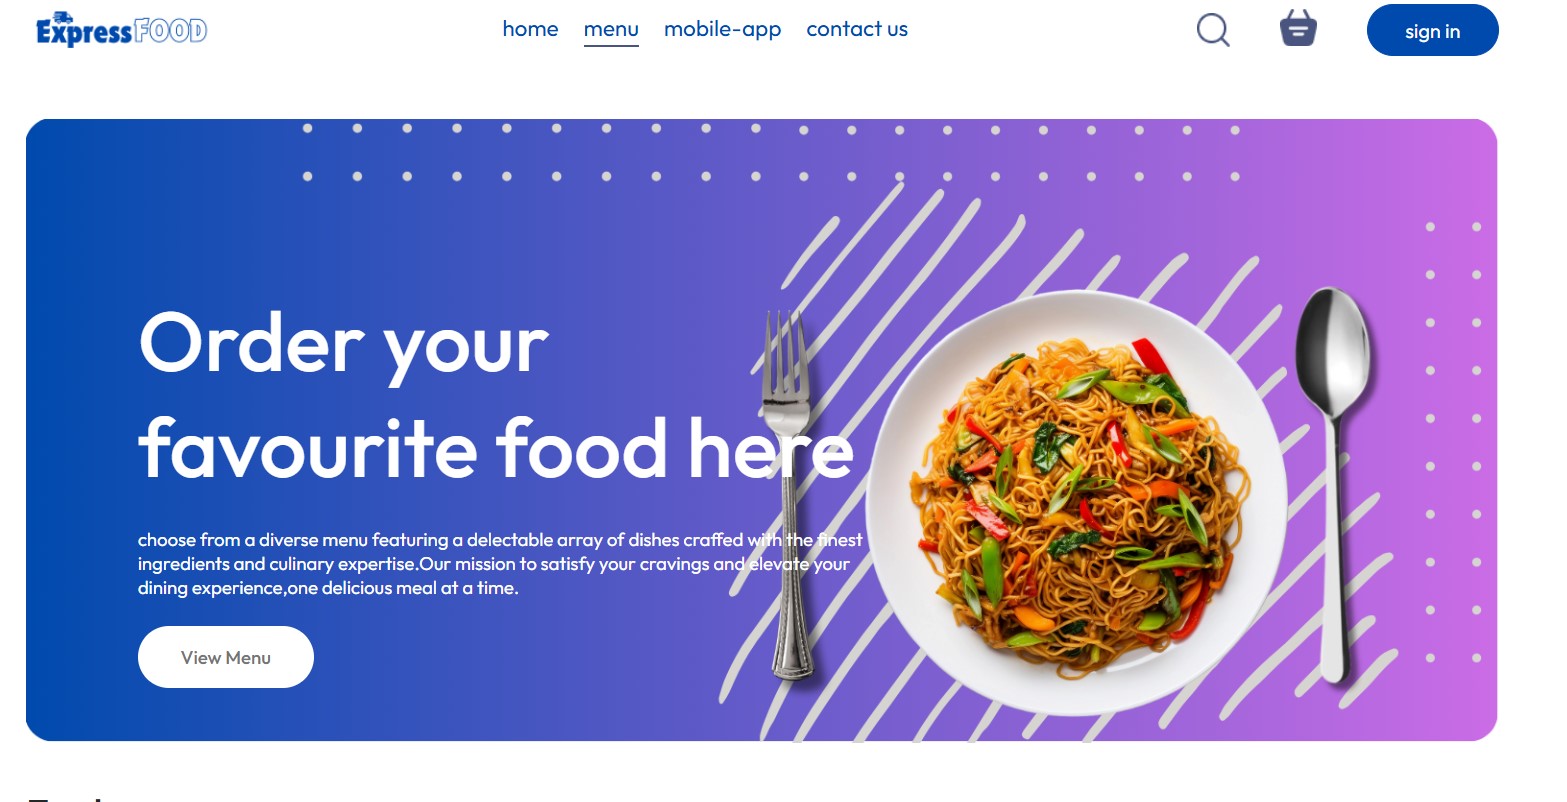 ExpressFOOD
home menu mobile-app contact us
sign in
Order your
favourite food here
choose from a diverse menu featuring a delectable array of dishes craffed with the finest
ingredients and culinary expertise.Our mission to satisfy your cravings and elevate your
dining experience,one delicious meal at a time.
View Menu